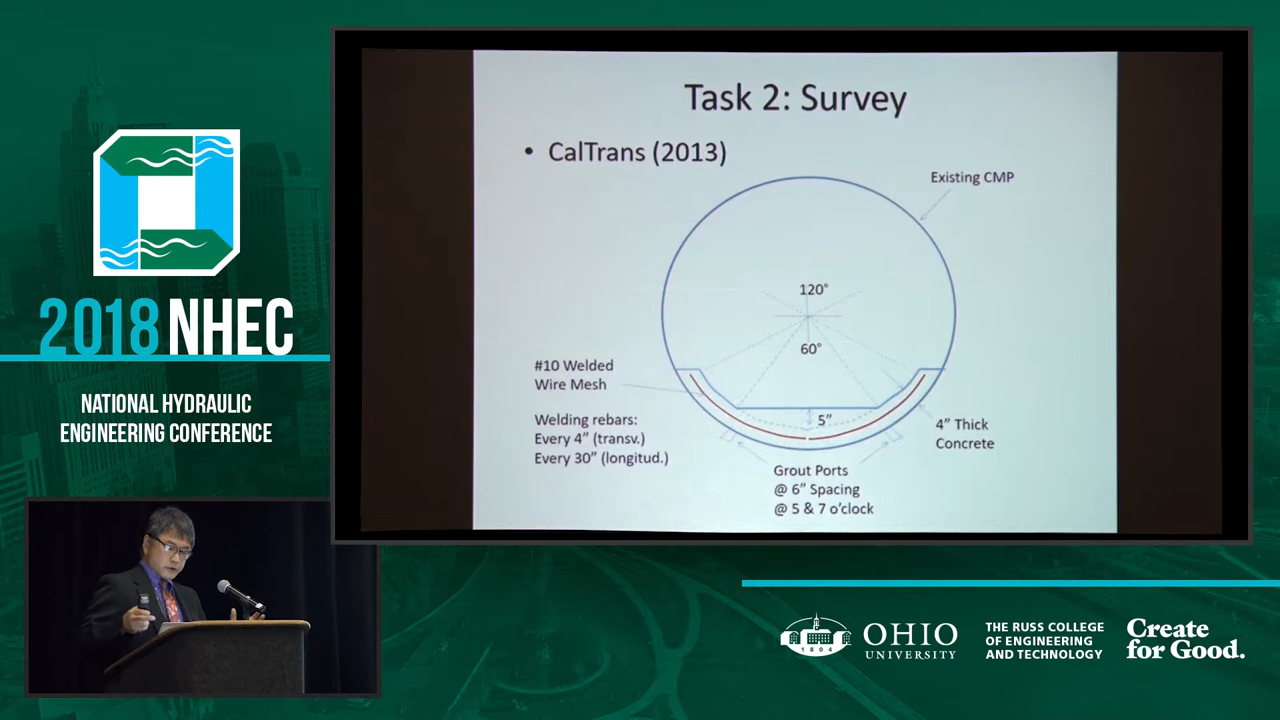 2018 NHEC
NATIONAL HYDRAULIC
ENGINEERING CONFERENCE
Task 2: Survey
• CalTrans (2013)
Existing CMP
120°
60°
#10 Welded
Wire Mesh
Welding rebars:
Every 4” (transv.)
Every 30” (longitud.)
5”
4” Thick
Concrete
Grout Ports
@ 6” Spacing
@ 5 & 7 o’clock
1804
OHIO
UNIVERSITY
THE RUSS COLLEGE
OF ENGINEERING
AND TECHNOLOGY
Create
for Good.